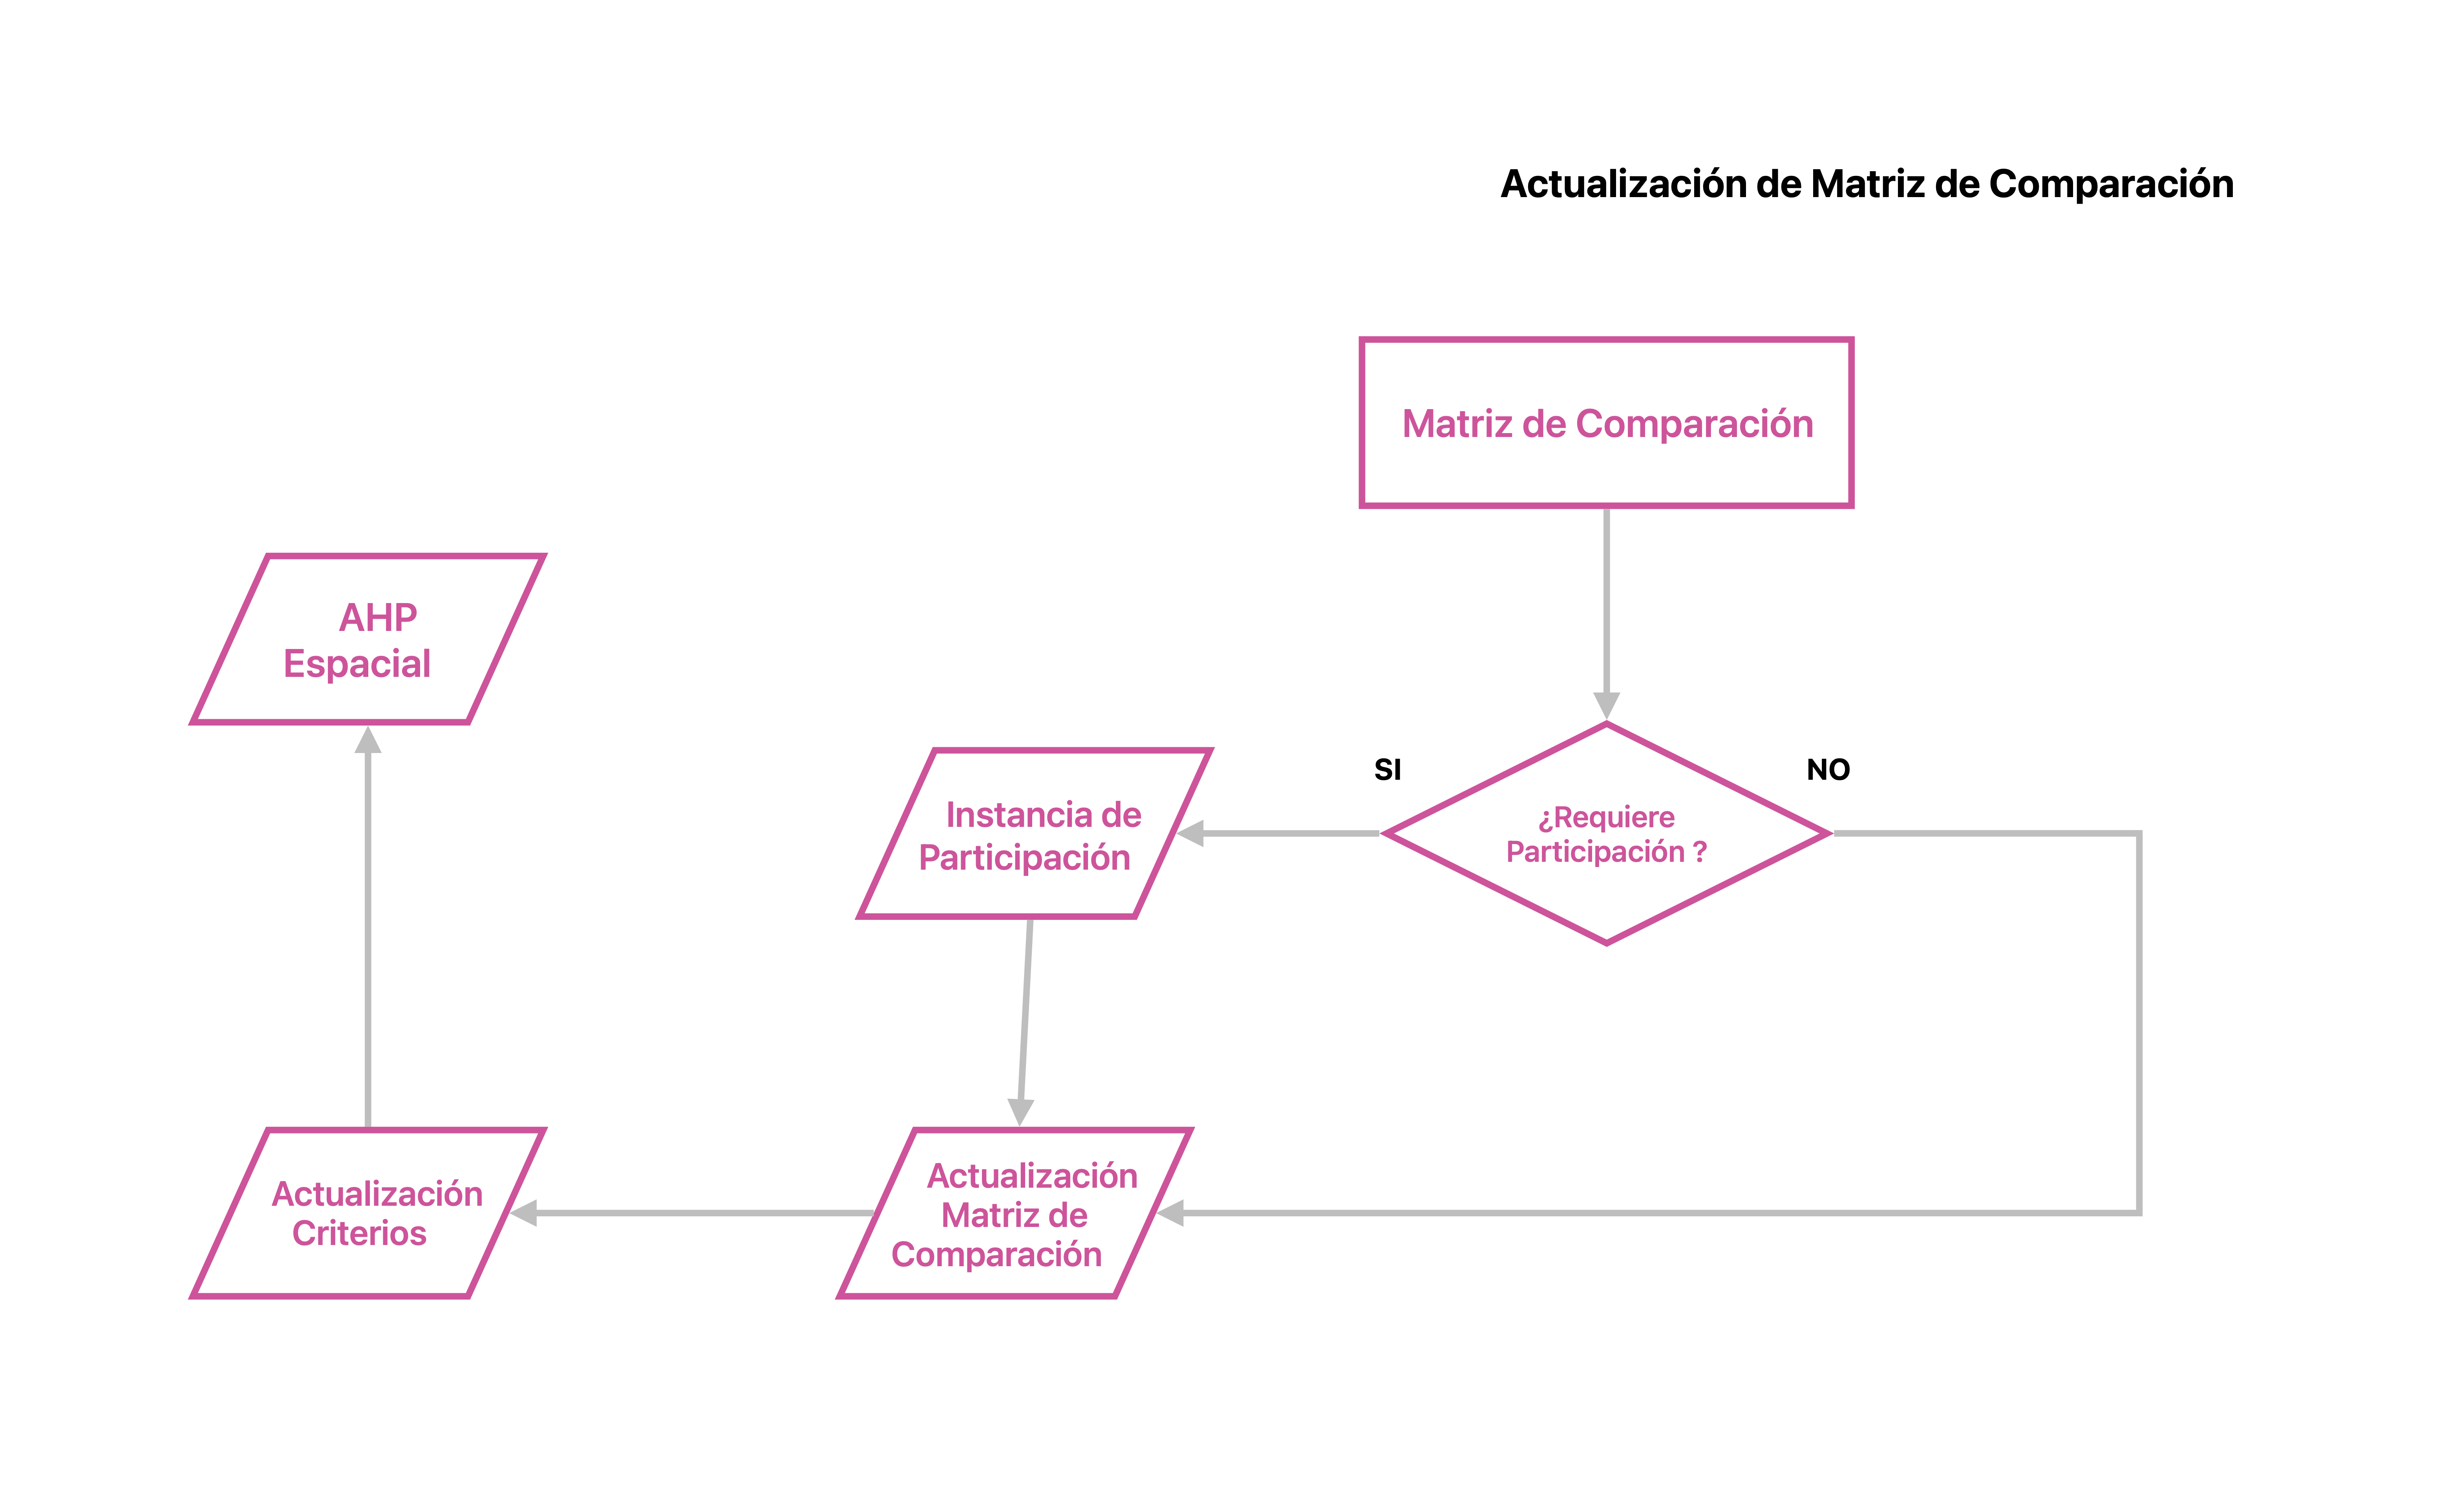 Actualización de Matriz de Comparación
Matriz de Comparación
AHP
Espacial
SI
NO
¿Requiere
Participación ?
Instancia de
Participación
Actualización
Matriz de
Comparación
Actualización
Criterios